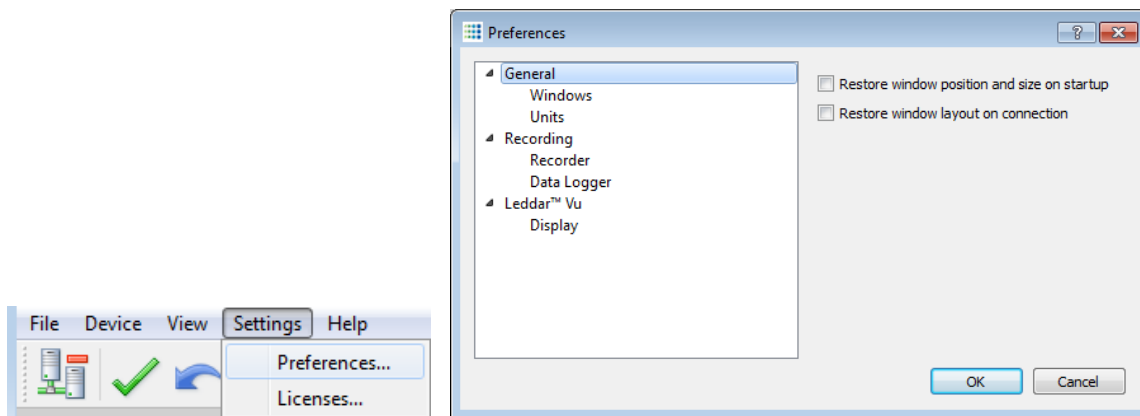 File Device View Settings Help
Preferences...
Licenses...
Preferences
General
Windows
Units
Recording
Recorder
Data Logger
Leddar™ Vu
Display
Restore window position and size on startup
Restore window layout on connection
OK Cancel